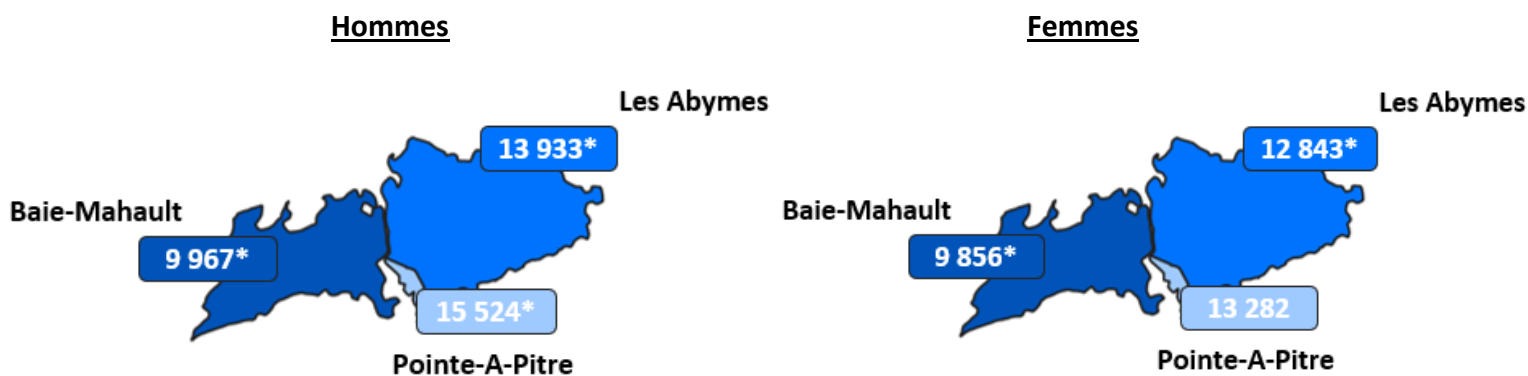 Hommes
Les Abymes
13 933*
Baie-Mahault
9 967*
15 524*
Pointe-A-Pitre
Femmes
Les Abymes
12 843*
Baie-Mahault
9 856*
13 282
Pointe-A-Pitre